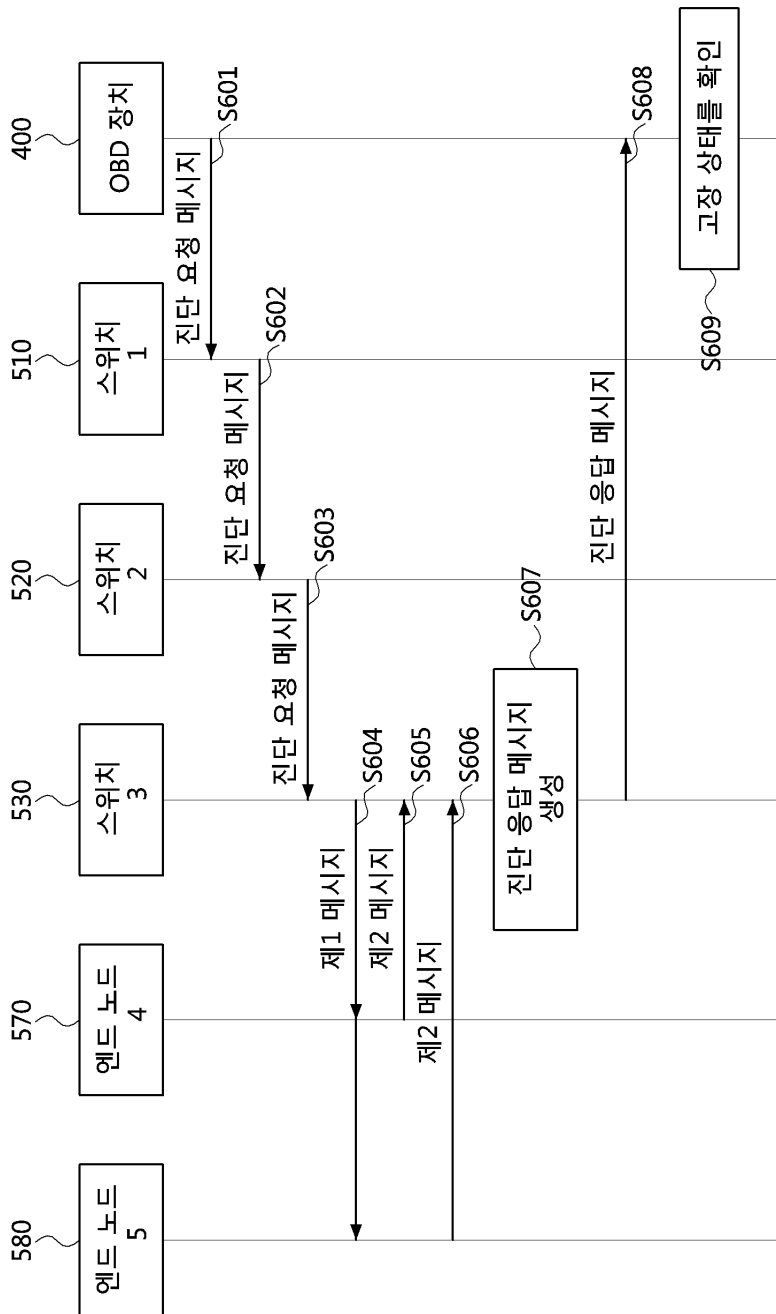 580
엔드 노드
5
570
엔드 노드
4
530
스위치
3
520
스위치
2
510
스위치
1
400
OBD 장치
진단 요청 메시지
S601
진단 요청 메시지
S602
진단 요청 메시지
S603
제1 메시지
S604
제2 메시지
S605
제2 메시지
S606
진단 응답 메시지
생성
S607
진단 응답 메시지
S608
고장 상태를 확인
S609